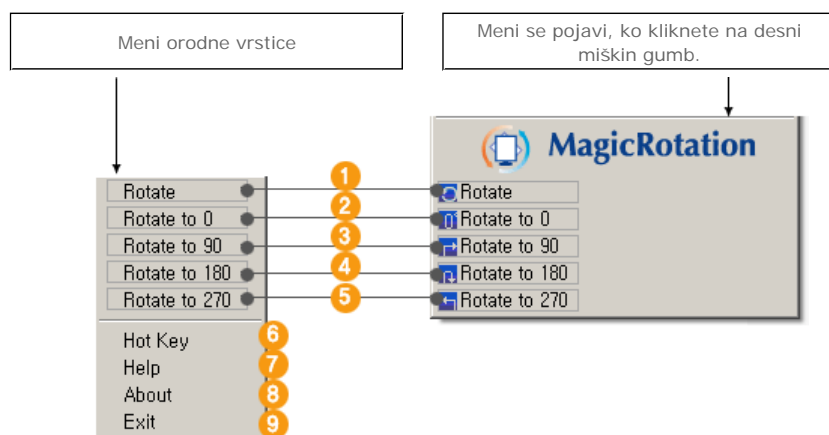 Meni orodne vrstice
Meni se pojavi, ko kliknete na desni
miškin gumb.
MagicRotation
Rotate
Rotate to 0
Rotate to 90
Rotate to 180
Rotate to 270
Hot Key
Help
About
Exit
1
2
3
4
5
6
7
8
9
Rotate
Rotate to 0
Rotate to 90
Rotate to 180
Rotate to 270